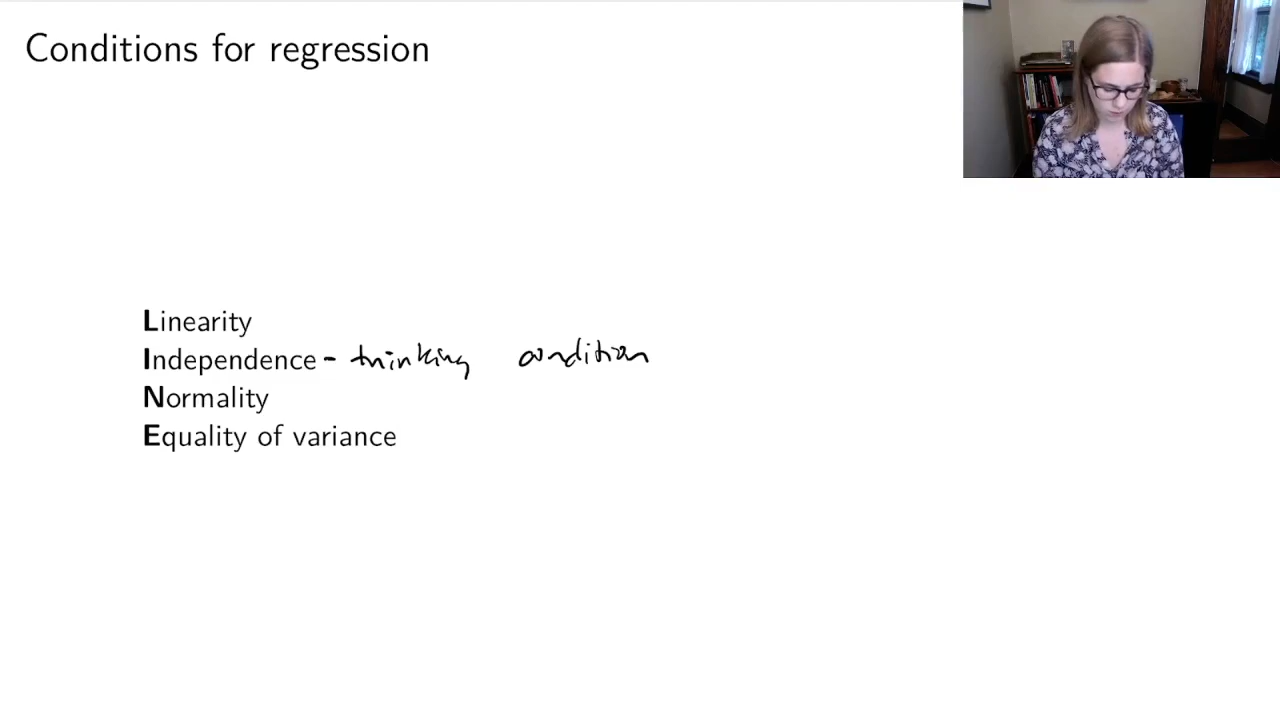 Conditions for regression
Linearity
Independence - thinking condition
Normality
Equality of variance